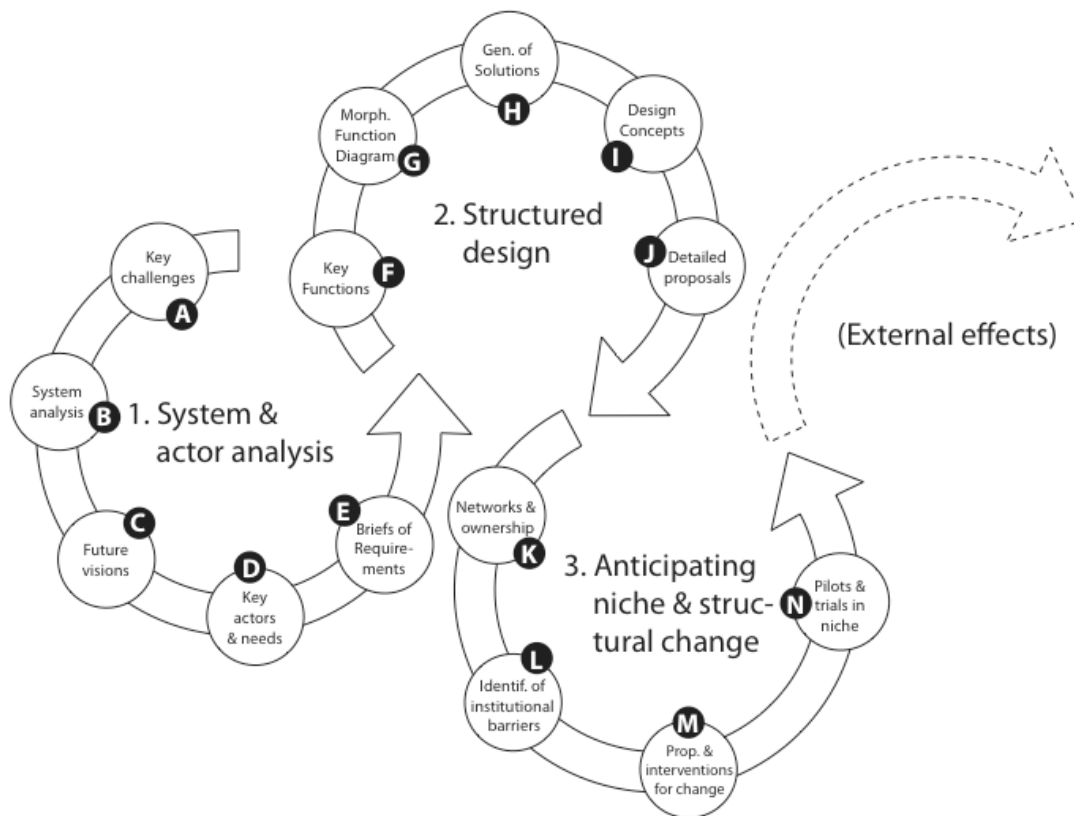 Key
challenges
A
System
analysis
B
1. System &
actor analysis
Future
visions
C
Key
actors
& needs
D
Briefs of
Require-
ments
E
Key
Functions
F
Morph.
Function
Diagram
G
Gen. of
Solutions
H
2. Structured
design
Design
Concepts
I
Detailed
proposals
J
Networks &
ownership
K
3. Anticipating
niche & struc-
tural change
Identif. of
institutional
barriers
L
Prop. &
interventions
for change
M
Pilots &
trials in
niche
N
(External effects)